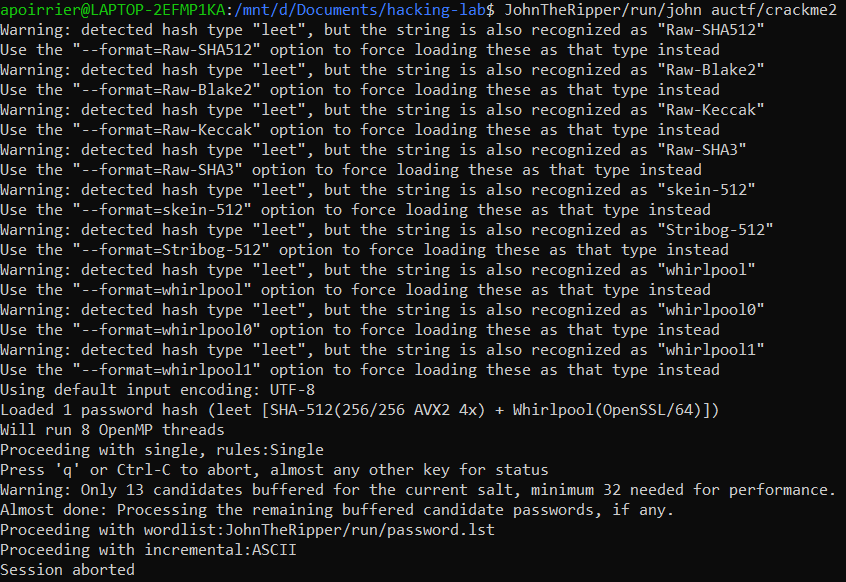 apoirrier@LAPTOP-2EFMP1KA:/mnt/d/Documents/hacking-lab$ JohnTheRipper/run/john auctf/crackme2
Warning: detected hash type "leet", but the string is also recognized as "Raw-SHA512"
Use the "--format=Raw-SHA512" option to force loading these as that type instead
Warning: detected hash type "leet", but the string is also recognized as "Raw-Blake2"
Use the "--format=Raw-Blake2" option to force loading these as that type instead
Warning: detected hash type "leet", but the string is also recognized as "Raw-Keccak"
Use the "--format=Raw-Keccak" option to force loading these as that type instead
Warning: detected hash type "leet", but the string is also recognized as "Raw-SHA3"
Use the "--format=Raw-SHA3" option to force loading these as that type instead
Warning: detected hash type "leet", but the string is also recognized as "skein-512"
Use the "--format=skein-512" option to force loading these as that type instead
Warning: detected hash type "leet", but the string is also recognized as "Stribog-512"
Use the "--format=Stribog-512" option to force loading these as that type instead
Warning: detected hash type "leet", but the string is also recognized as "whirlpool"
Use the "--format=whirlpool" option to force loading these as that type instead
Warning: detected hash type "leet", but the string is also recognized as "whirlpool0"
Use the "--format=whirlpool0" option to force loading these as that type instead
Warning: detected hash type "leet", but the string is also recognized as "whirlpool1"
Use the "--format=whirlpool1" option to force loading these as that type instead
Using default input encoding: UTF-8
Loaded 1 password hash (leet [SHA-512(256/256 AVX2 4x) + Whirlpool(OpenSSL/64)])
Will run 8 OpenMP threads
Proceeding with single, rules:Single
Press 'q' or Ctrl-C to abort, almost any other key for status
Warning: Only 13 candidates buffered for the current salt, minimum 32 needed for performance.
Almost done: Processing the remaining buffered candidate passwords, if any.
Proceeding with wordlist:JohnTheRipper/run/password.lst
Proceeding with incremental:ASCII
Session aborted